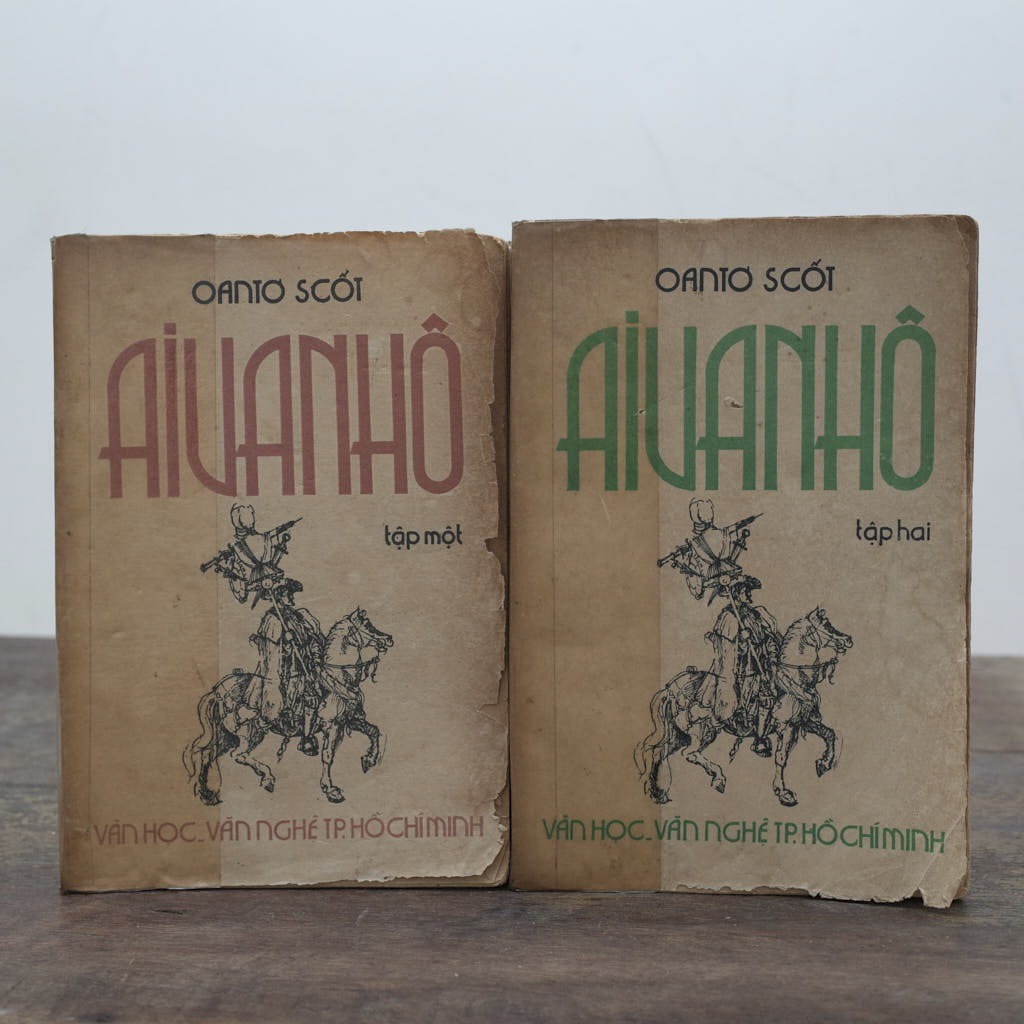 OANTƠ SCỐT
AIVANHÔ
tập một
VĂN HỌC_VĂN NGHỆ TP. HỒ CHÍ MINH
OANTƠ SCỐT
AIVANHÔ
tập hai
VĂN HỌC_VĂN NGHỆ TP. HỒ CHÍ MINH